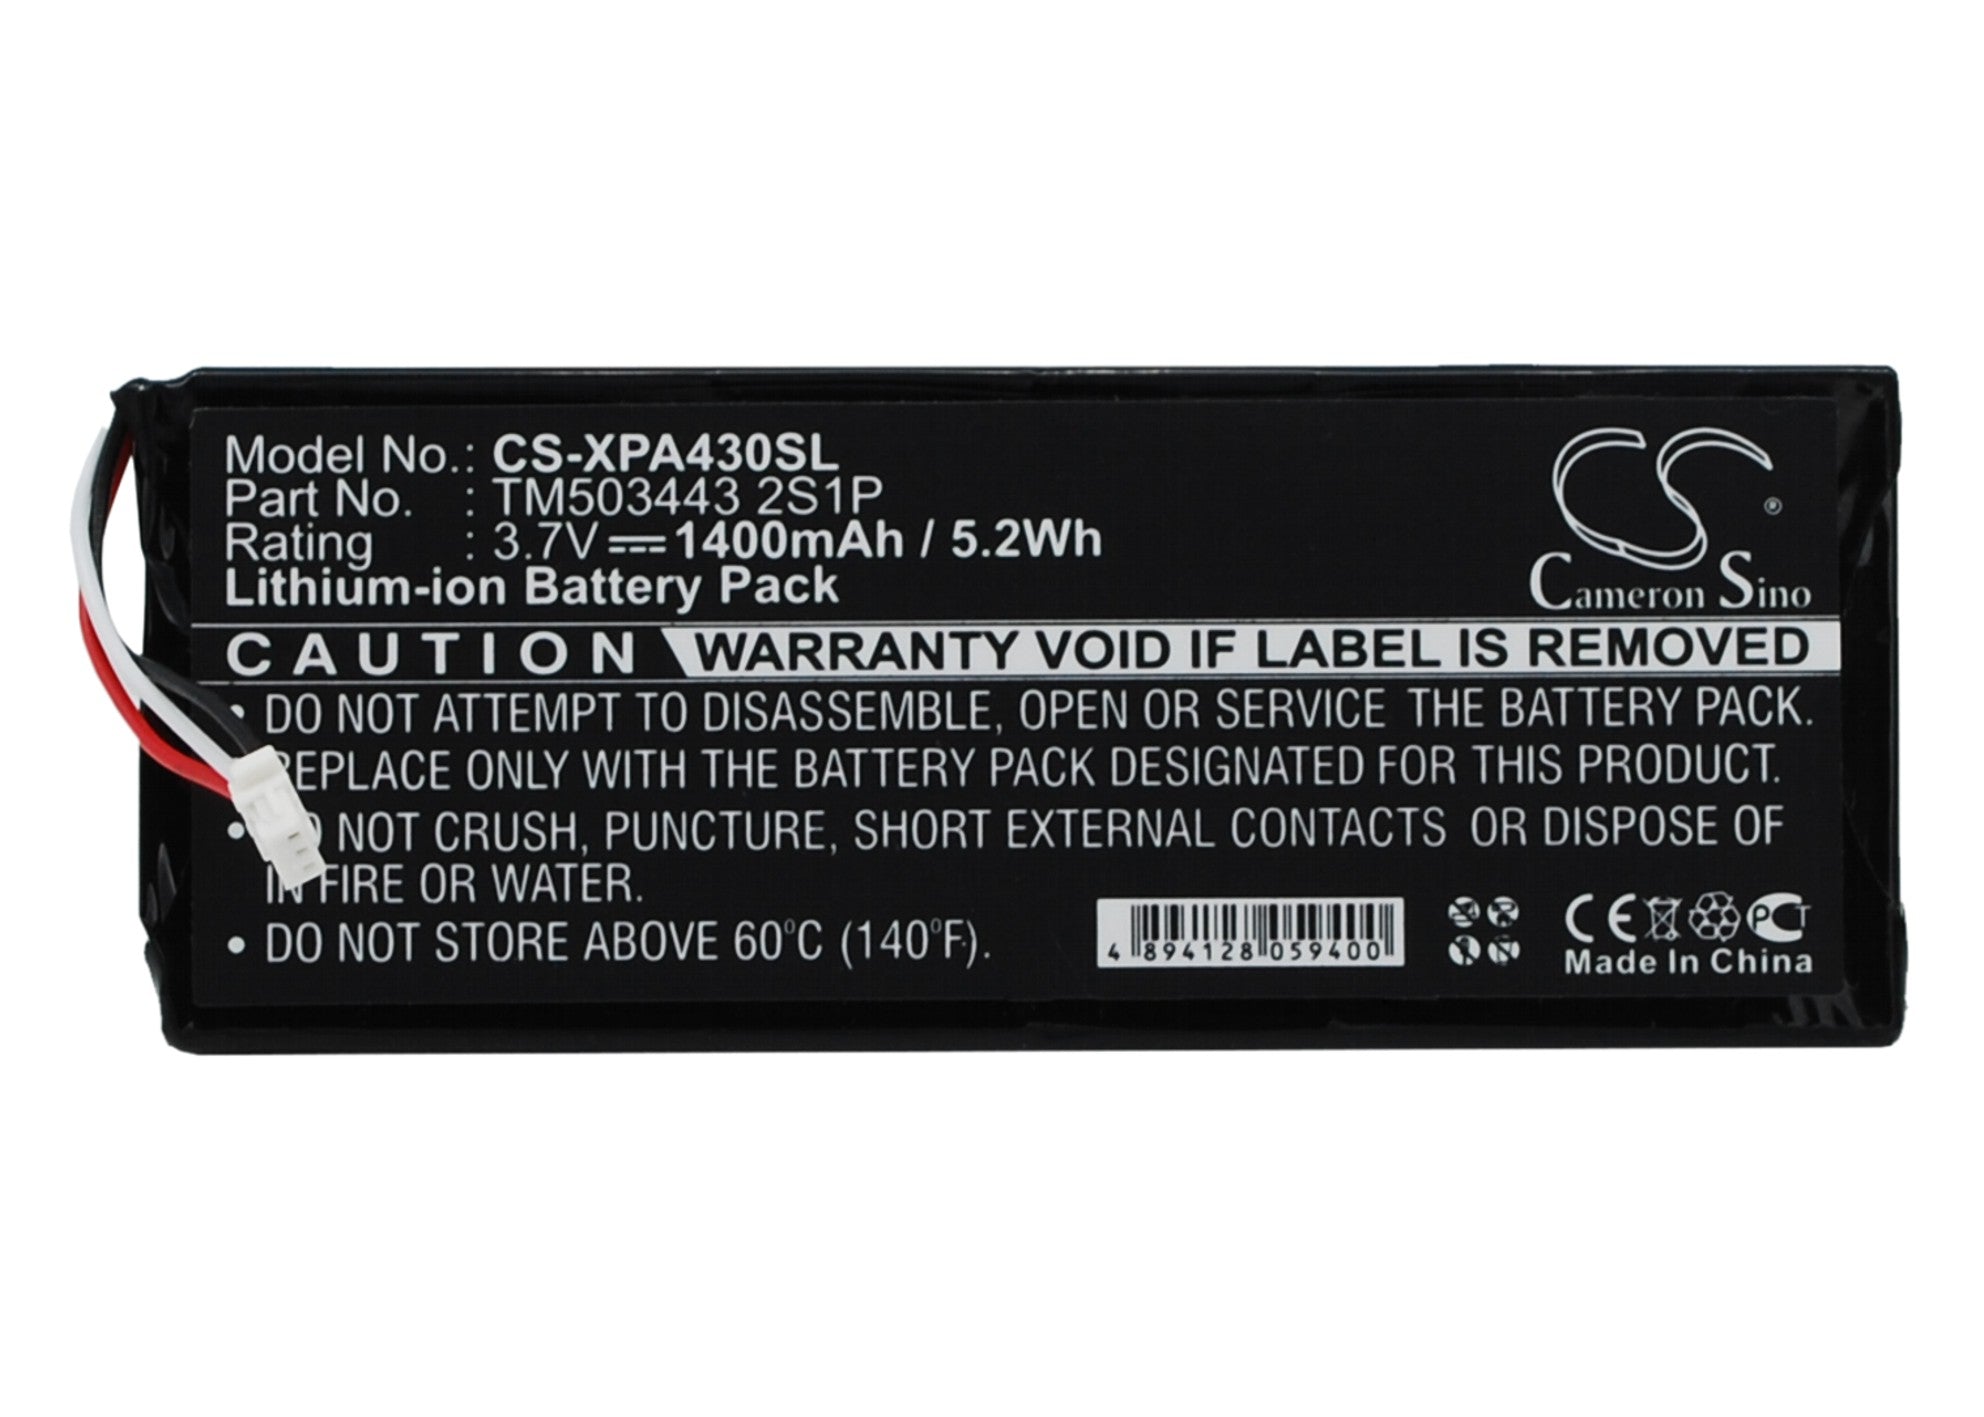 Model No.: CS-XPA430SL
Part No. : TM503443 2S1P
Rating : 3.7V 1400mAh / 5.2Wh
Lithium-ion Battery Pack
CS ®
Cameron Sino
CAUTION WARRANTY VOID IF LABEL IS REMOVED
• DO NOT ATTEMPT TO DISASSEMBLE, OPEN OR SERVICE THE BATTERY PACK.
REPLACE ONLY WITH THE BATTERY PACK DESIGNATED FOR THIS PRODUCT.
• DO NOT CRUSH, PUNCTURE, SHORT EXTERNAL CONTACTS OR DISPOSE OF
IN FIRE OR WATER.
• DO NOT STORE ABOVE 60°C (140°F).
4 894128 059400
CE PCT
Made In China